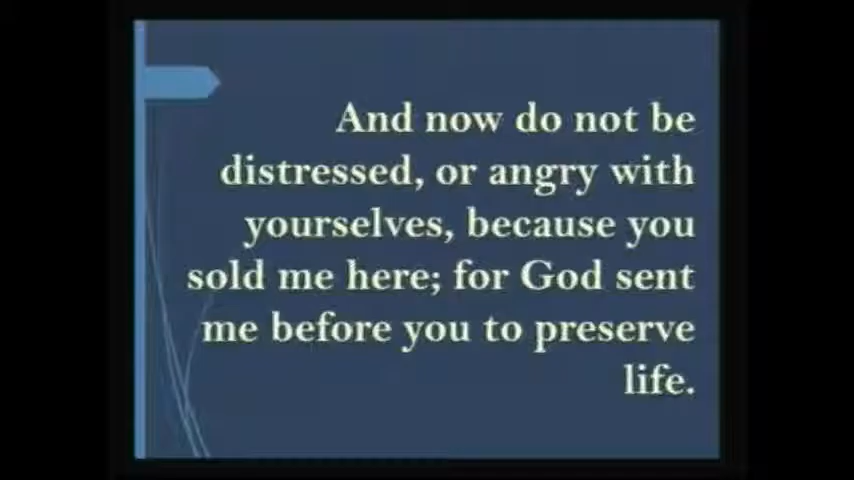 And now do not be
distressed, or angry with
yourselves, because you
sold me here; for God sent
me before you to preserve
life.